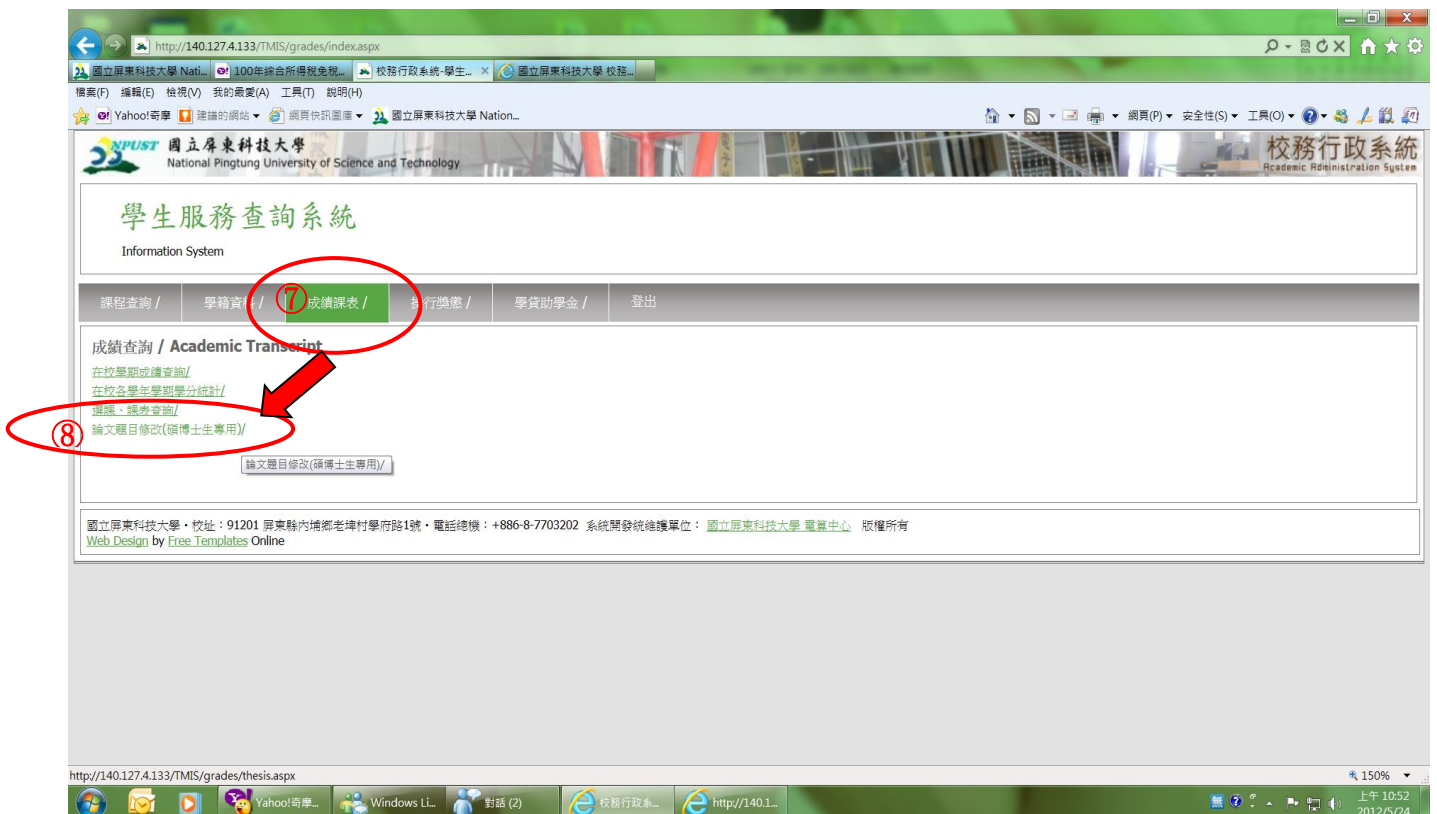 http://140.127.4.133/TMIS/grades/index.aspx
國立屏東科技大學 Nati... 100年綜合所得稅免稅... 校務行政系統-學生... × 國立屏東科技大學 校務...
檔案(F) 編輯(E) 檢視(V) 我的最愛(A) 工具(T) 說明(H)
Yahoo!奇摩 建議的網站 ▾ 網頁快訊圖庫 ▾ 國立屏東科技大學 Nation...
網頁(P) ▾ 安全性(S) ▾ 工具(O) ▾
NPUST 國立屏東科技大學
National Pingtung University of Science and Technology
校務行政系統
Academic Administration System
學生服務查詢系統
Information System
⑦
課程查詢 / 學籍資料 / 成績課表 / 操行獎懲 / 學貸助學金 / 登出
成績查詢 / Academic Transcript
在校學期成績查詢/
在校各學年學期學分統計/
選課、課表查詢/
⑧
論文題目修改(碩博士生專用)/
論文題目修改(碩博士生專用)/
國立屏東科技大學‧校址：91201 屏東縣內埔鄉老埤村學府路1號‧電話總機：+886-8-7703202 系統開發統維護單位： 國立屏東科技大學 電算中心 版權所有
Web Design by Free Templates Online
http://140.127.4.133/TMIS/grades/thesis.aspx
150%
Yahoo!奇摩... Windows Li... 對話 (2) 校務行政系... http://140.1...
無
上午 10:52
2012/5/24